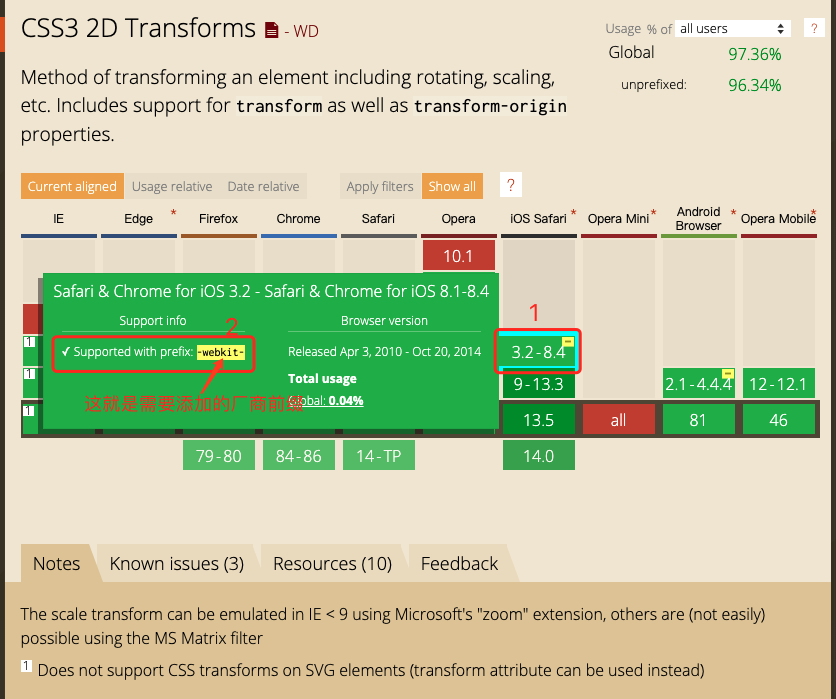 CSS3 2D Transforms - WD
Usage % of all users ?
Global 97.36%
unprefixed: 96.34%
Method of transforming an element including rotating, scaling,
etc. Includes support for transform as well as transform-origin
properties.
Current aligned Usage relative Date relative Apply filters Show all ?
IE Edge * Firefox Chrome Safari Opera iOS Safari * Opera Mini * Android Browser * Opera Mobile *
10.1
Safari & Chrome for iOS 3.2 - Safari & Chrome for iOS 8.1-8.4
Support info Browser version
2
1
✓ Supported with prefix: -webkit-
Released Apr 3, 2010 - Oct 20, 2014
Total usage
Global: 0.04%
这就是需要添加的厂商前缀
1 3.2-8.4
1 9-13.3 2.1-4.4.4 12-12.1
1 13.5 all 81 46
79-80 84-86 14-TP 14.0
Notes Known issues (3) Resources (10) Feedback
The scale transform can be emulated in IE < 9 using Microsoft's "zoom" extension, others are (not easily)
possible using the MS Matrix filter
1 Does not support CSS transforms on SVG elements (transform attribute can be used instead)